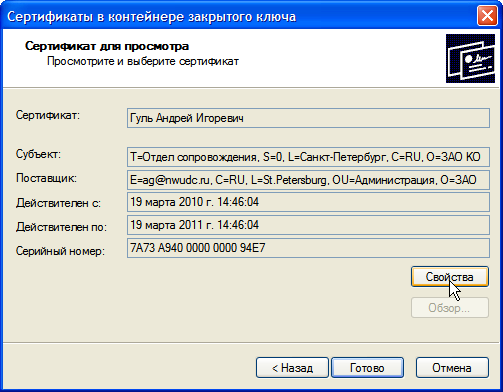 Сертификаты в контейнере закрытого ключа
Сертификат для просмотра
Просмотрите и выберите сертификат
Сертификат: Гуль Андрей Игоревич
Субъект: T=Отдел сопровождения, S=0, L=Санкт-Петербург, C=RU, O=ЗАО КО
Поставщик: E=ag@nwudc.ru, C=RU, L=St.Petersburg, OU=Администрация, O=ЗАО
Действителен с: 19 марта 2010 г. 14:46:04
Действителен по: 19 марта 2011 г. 14:46:04
Серийный номер: 7A73 A940 0000 0000 94E7
Свойства
Обзор...
< Назад Готово Отмена